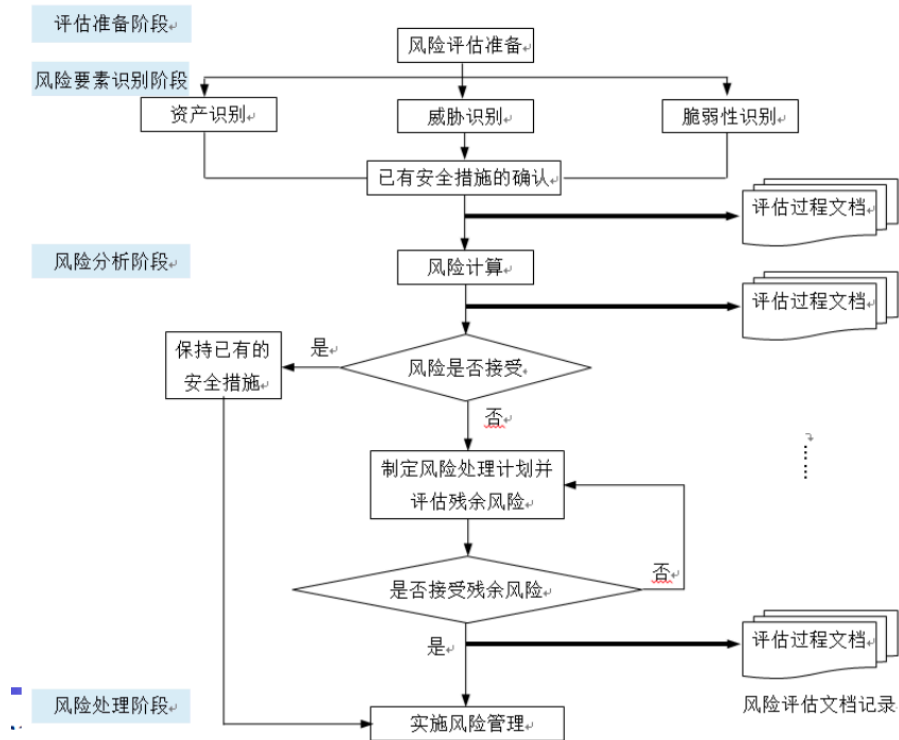 评估准备阶段
风险评估准备
风险要素识别阶段
资产识别
威胁识别
脆弱性识别
已有安全措施的确认
评估过程文档
风险分析阶段
风险计算
评估过程文档
保持已有的
安全措施
是
风险是否接受
否
制定风险处理计划并
评估残余风险
是否接受残余风险
否
是
评估过程文档
风险处理阶段
风险评估文档记录
实施风险管理